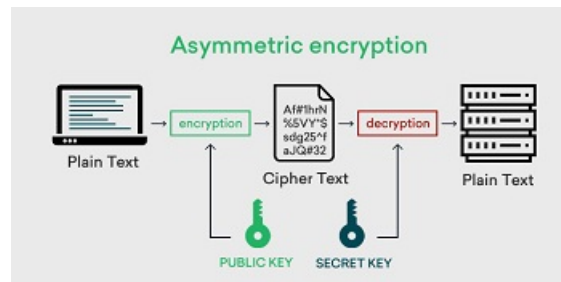 Asymmetric encryption
encryption
Af#1hrN
%5VY*$
sdg25^f
aJQ#32
decryption
Plain Text
Cipher Text
Plain Text
PUBLIC KEY
SECRET KEY